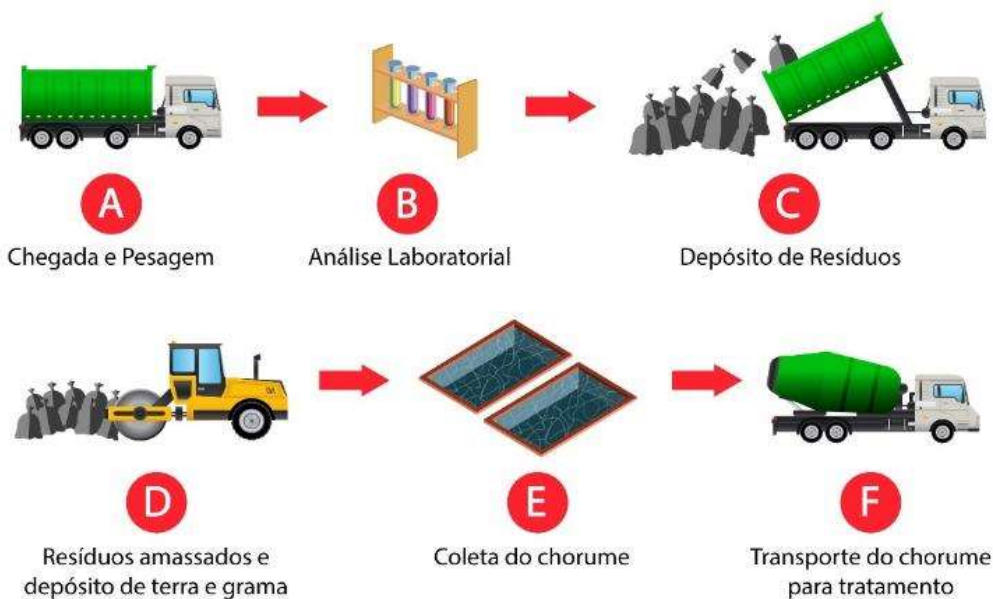 A
Chegada e Pesagem
B
Análise Laboratorial
C
Depósito de Resíduos
D
Resíduos amassados e
depósito de terra e grama
E
Coleta do chorume
F
Transporte do chorume
para tratamento